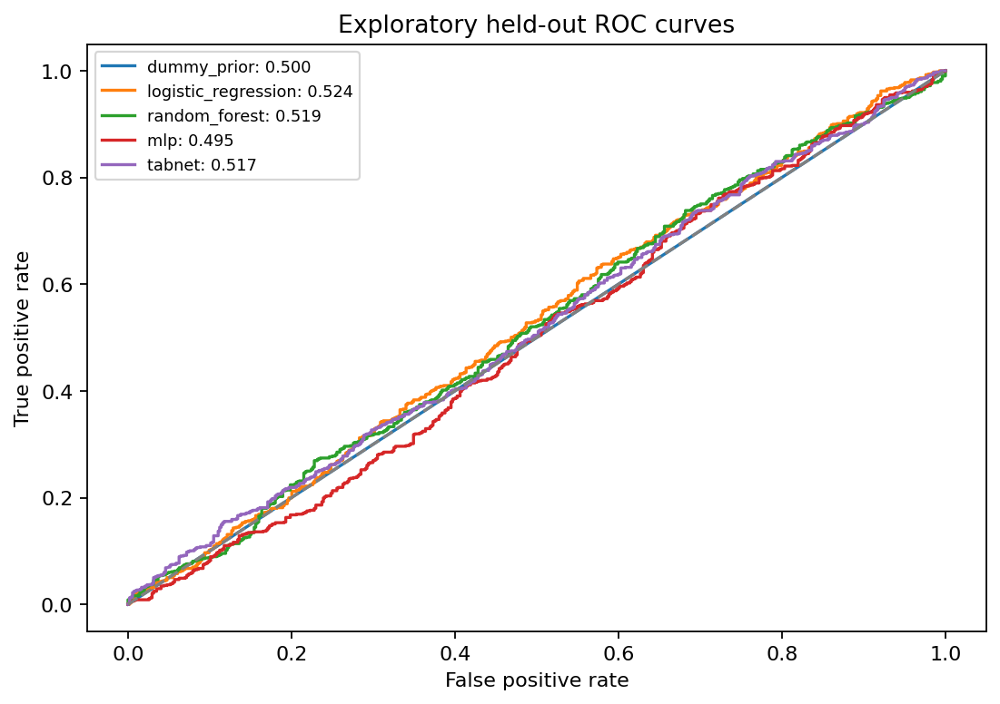 Exploratory held-out ROC curves
dummy_prior: 0.500
logistic_regression: 0.524
random_forest: 0.519
mlp: 0.495
tabnet: 0.517
True positive rate
1.0
0.8
0.6
0.4
0.2
0.0
0.0 0.2 0.4 0.6 0.8 1.0
False positive rate